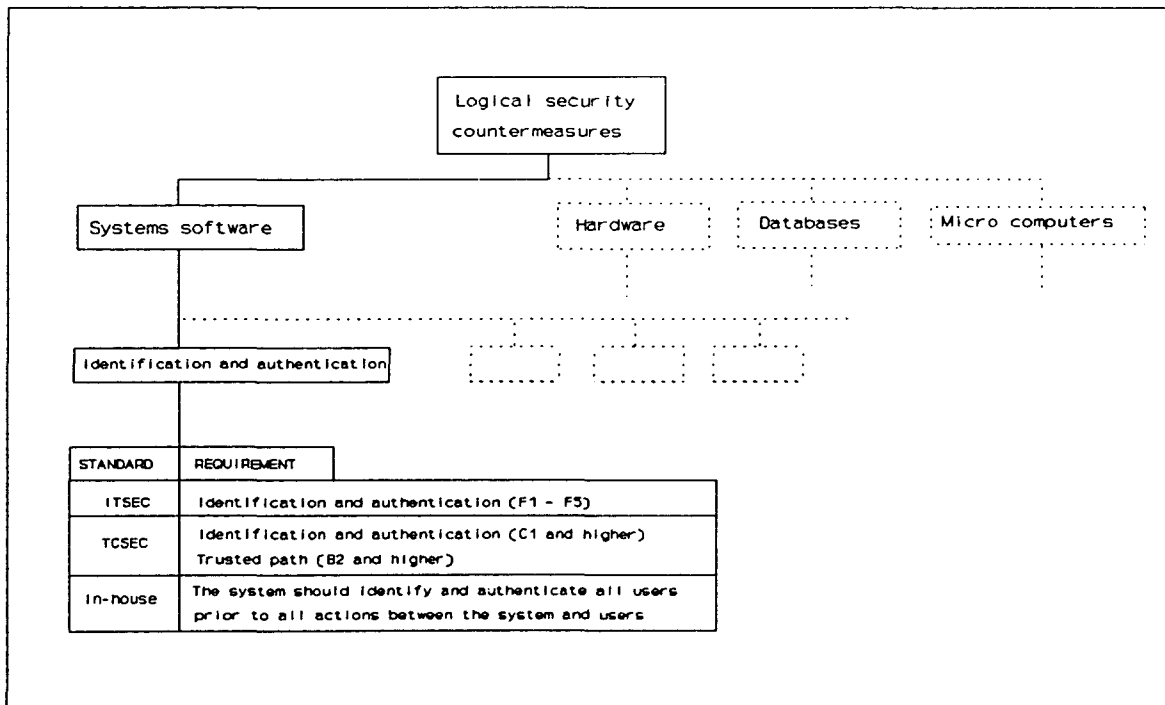 Logical security
countermeasures
Systems software
Hardware
Databases
Micro computers
Identification and authentication
STANDARD REQUIREMENT
ITSEC Identification and authentication (F1 - F5)
TCSEC Identification and authentication (C1 and higher)
Trusted path (B2 and higher)
In-house The system should identify and authenticate all users
prior to all actions between the system and users